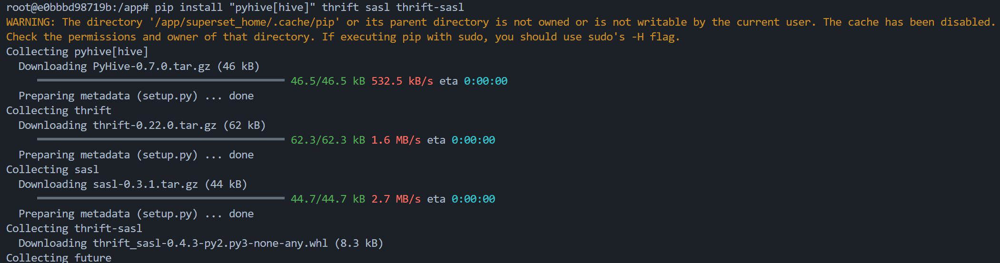 root@e0bbbd98719b:/app# pip install "pyhive[hive]" thrift sasl thrift-sasl
WARNING: The directory '/app/superset_home/.cache/pip' or its parent directory is not owned or is not writable by the current user. The cache has been disabled.
Check the permissions and owner of that directory. If executing pip with sudo, you should use sudo's -H flag.
Collecting pyhive[hive]
  Downloading PyHive-0.7.0.tar.gz (46 kB)
46.5/46.5 kB 532.5 kB/s eta 0:00:00
  Preparing metadata (setup.py) ... done
Collecting thrift
  Downloading thrift-0.22.0.tar.gz (62 kB)
62.3/62.3 kB 1.6 MB/s eta 0:00:00
  Preparing metadata (setup.py) ... done
Collecting sasl
  Downloading sasl-0.3.1.tar.gz (44 kB)
44.7/44.7 kB 2.7 MB/s eta 0:00:00
  Preparing metadata (setup.py) ... done
Collecting thrift-sasl
  Downloading thrift_sasl-0.4.3-py2.py3-none-any.whl (8.3 kB)
Collecting future